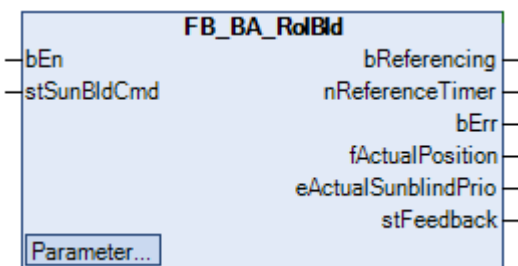 FB_BA_RolBld
bEn
bReferencing
stSunBldCmd
nReferenceTimer
bErr
fActualPosition
eActualSunblindPrio
stFeedback
Parameter...